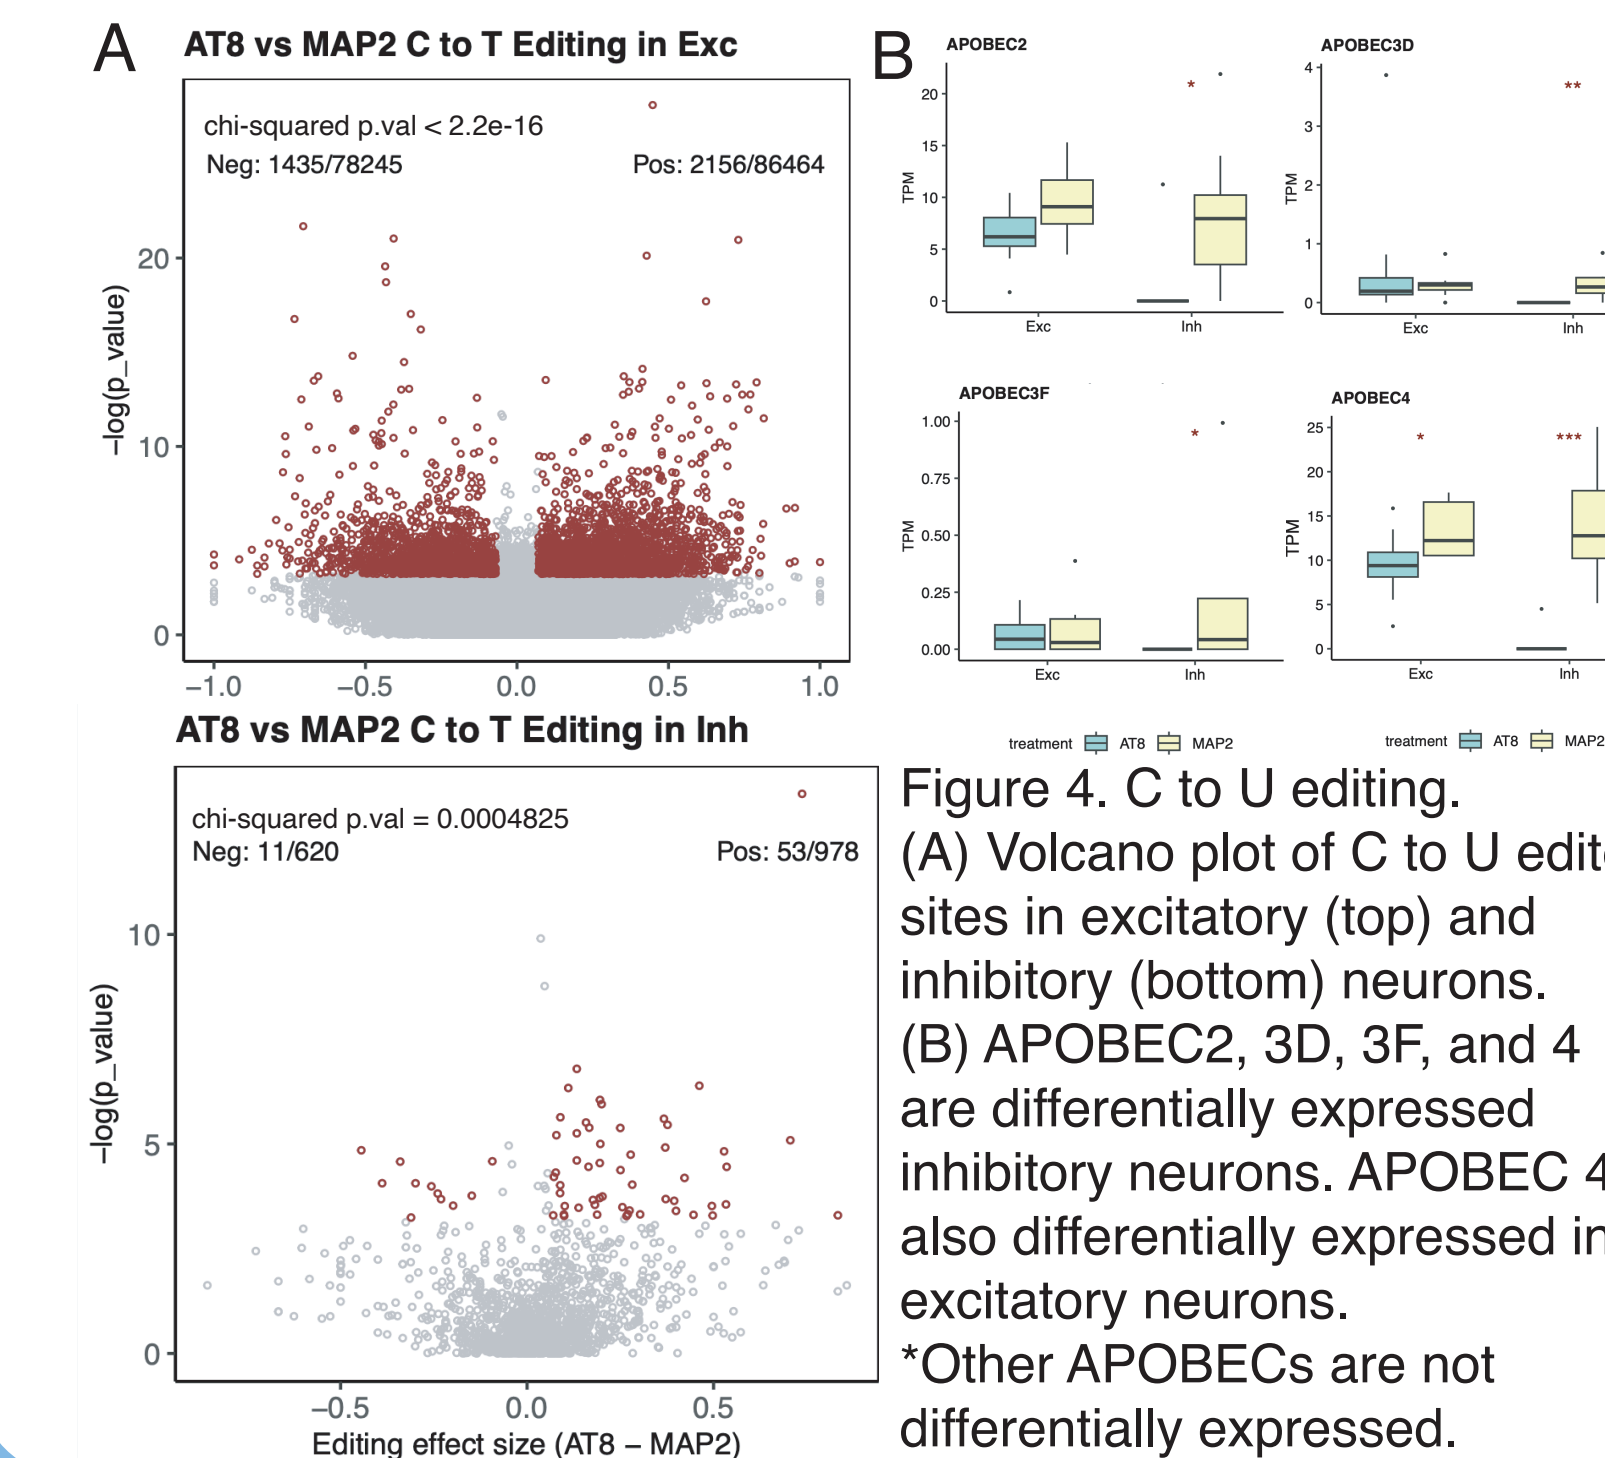 A
AT8 vs MAP2 C to T Editing in Exc
chi-squared p.val < 2.2e-16
Neg: 1435/78245
Pos: 2156/86464
−log(p_value)
20
10
0
−1.0
−0.5
0.0
0.5
1.0
AT8 vs MAP2 C to T Editing in Inh
chi-squared p.val = 0.0004825
Neg: 11/620
Pos: 53/978
−log(p_value)
10
5
0
−0.5
0.0
0.5
Editing effect size (AT8 − MAP2)
B
APOBEC2
TPM
20
15
10
5
0
*
Exc
Inh
APOBEC3D
TPM
4
3
2
1
0
**
Exc
Inh
APOBEC3F
TPM
1.00
0.75
0.50
0.25
0.00
*
Exc
Inh
APOBEC4
TPM
25
20
15
10
5
0
*
***
Exc
Inh
treatment AT8 MAP2
treatment AT8 MAP2
Figure 4. C to U editing.
(A) Volcano plot of C to U
sites in excitatory (top) and
inhibitory (bottom) neurons.
(B) APOBEC2, 3D, 3F, and 4
are differentially expressed
inhibitory neurons. APOBEC 4
also differentially expressed in
excitatory neurons.
*Other APOBECs are not
differentially expressed.